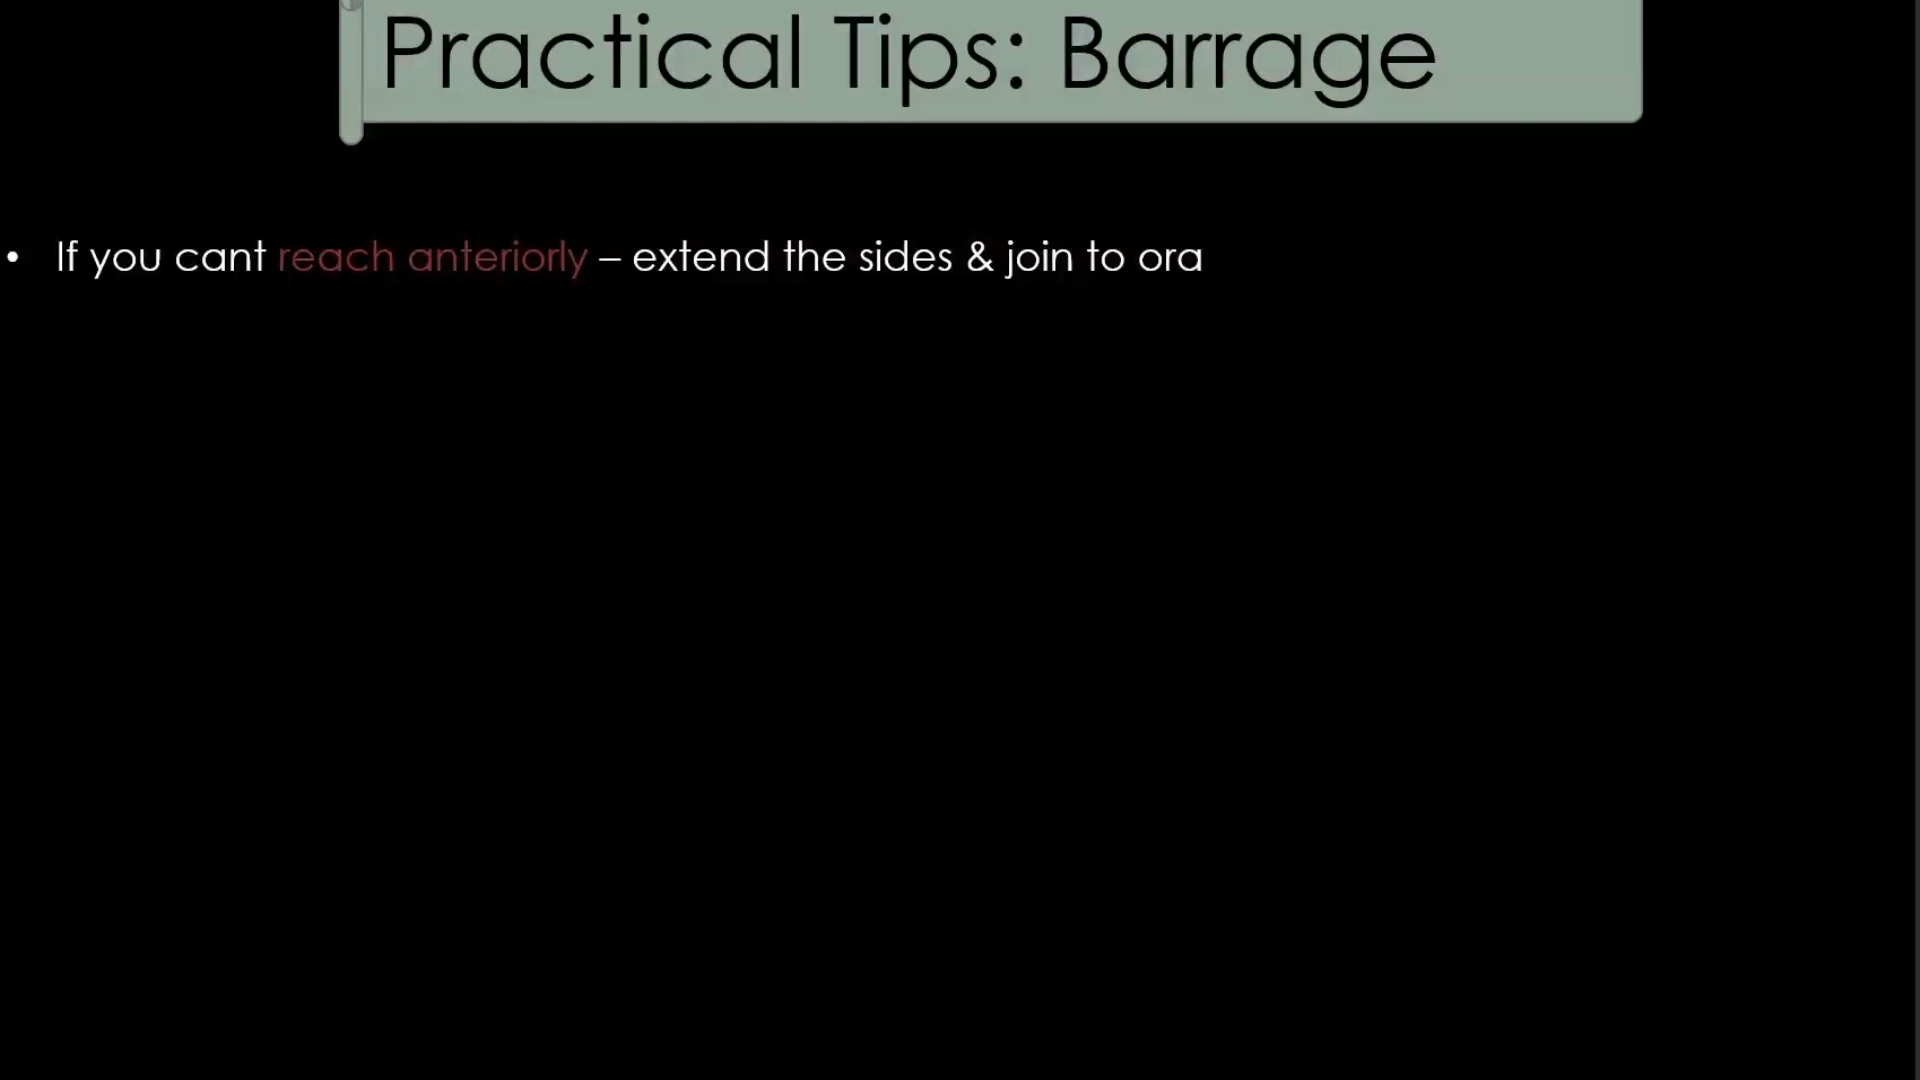 Practical Tips: Barrage
• If you cant reach anteriorly – extend the sides & join to ora